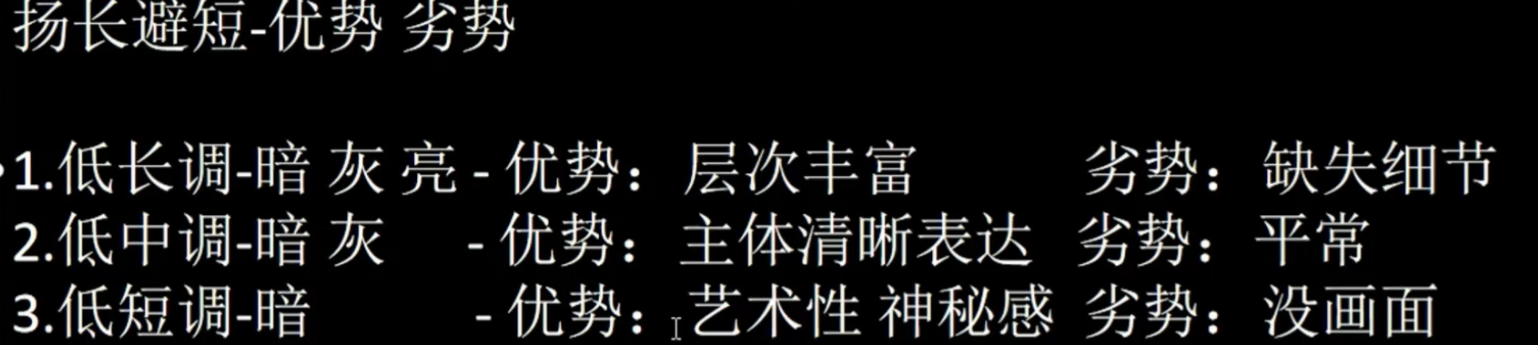 扬长避短-优势 劣势
1.低长调-暗 灰 亮 - 优势：层次丰富 劣势：缺失细节
2.低中调-暗 灰 - 优势：主体清晰表达 劣势：平常
3.低短调-暗 - 优势：艺术性 神秘感 劣势：没画面